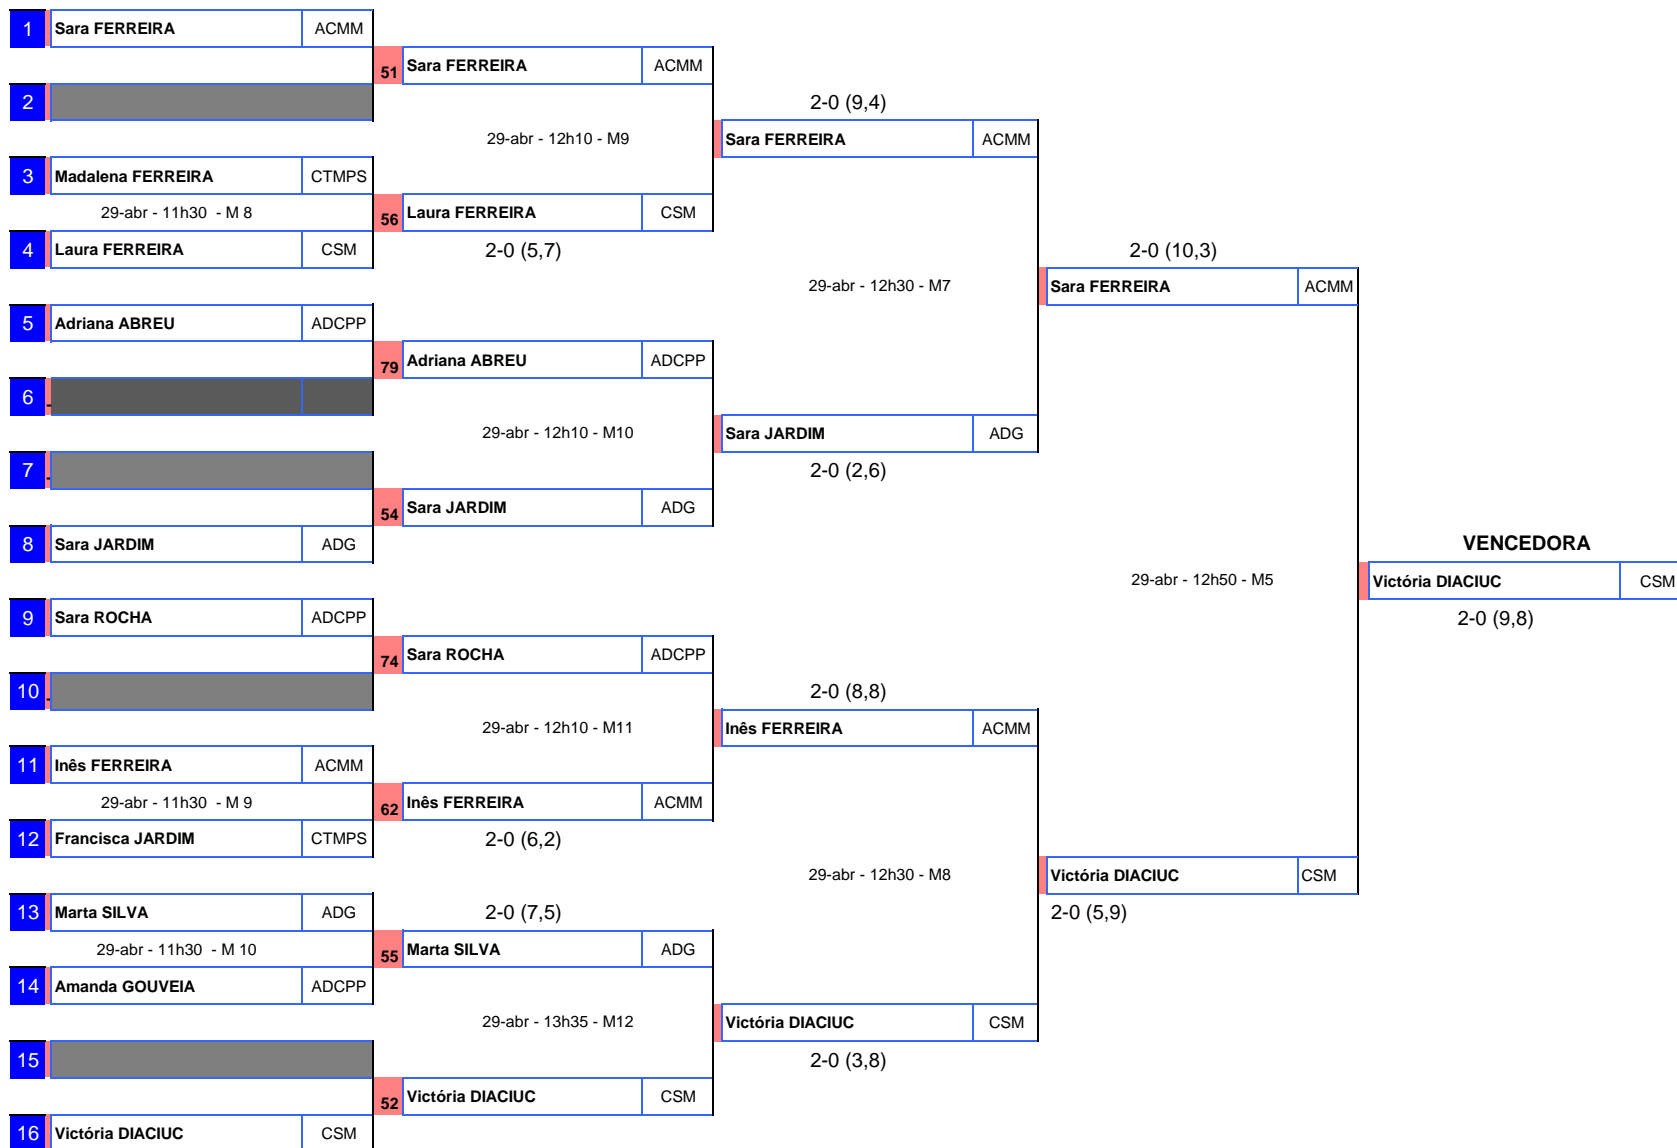 1 Sara FERREIRA ACMM
51 Sara FERREIRA ACMM
2
2-0 (9,4)
29-abr - 12h10 - M9
Sara FERREIRA ACMM
3 Madalena FERREIRA CTMPS
29-abr - 11h30 - M 8
56 Laura FERREIRA CSM
4 Laura FERREIRA CSM
2-0 (5,7)
2-0 (10,3)
29-abr - 12h30 - M7
Sara FERREIRA ACMM
5 Adriana ABREU ADCPP
79 Adriana ABREU ADCPP
6
29-abr - 12h10 - M10
Sara JARDIM ADG
7
2-0 (2,6)
54 Sara JARDIM ADG
8 Sara JARDIM ADG
VENCEDORA
29-abr - 12h50 - M5
Victória DIACIUC CSM
9 Sara ROCHA ADCPP
2-0 (9,8)
74 Sara ROCHA ADCPP
10
2-0 (8,8)
29-abr - 12h10 - M11
Inês FERREIRA ACMM
11 Inês FERREIRA ACMM
29-abr - 11h30 - M 9
62 Inês FERREIRA ACMM
12 Francisca JARDIM CTMPS
2-0 (6,2)
29-abr - 12h30 - M8
Victória DIACIUC CSM
13 Marta SILVA ADG
2-0 (7,5)
2-0 (5,9)
29-abr - 11h30 - M 10
55 Marta SILVA ADG
14 Amanda GOUVEIA ADCPP
29-abr - 13h35 - M12
Victória DIACIUC CSM
15
2-0 (3,8)
52 Victória DIACIUC CSM
16 Victória DIACIUC CSM